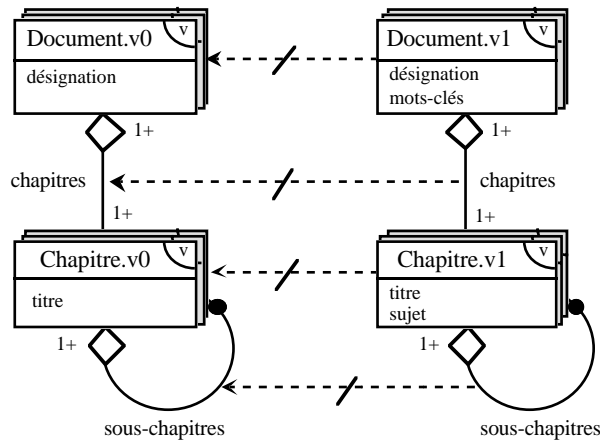 Document.v0
v
Document.v1
v
désignation
désignation
mots-clés
1+
1+
chapitres
chapitres
1+
1+
Chapitre.v0
v
Chapitre.v1
v
titre
titre
sujet
1+
1+
sous-chapitres
sous-chapitres